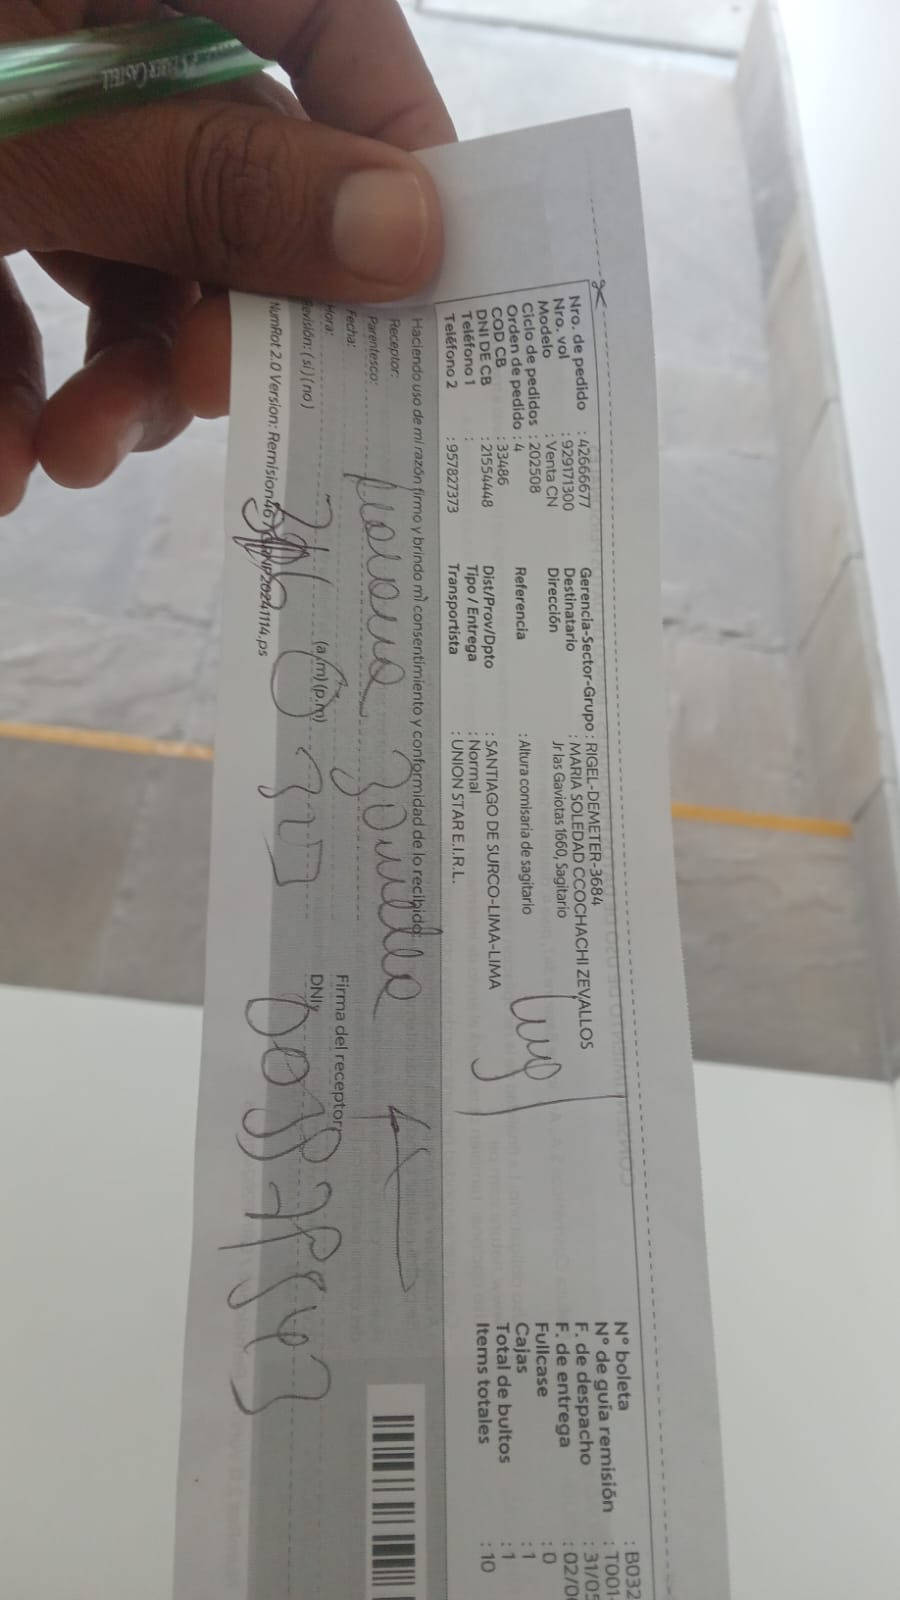 FABER-CASTELL
Nro. de pedido : 42666677
Nro. vol : 929171300
Modelo : Venta CN
Ciclo de pedidos : 202508
Orden de pedido : 4
COD CB : 33486
DNI DE CB : 21554448
Teléfono 1 :
Teléfono 2 : 957827373
Gerencia-Sector-Grupo : RIGEL-DEMETER-3684
Destinatario : MARIA SOLEDAD CCOCHACHI ZEVALLOS
Dirección Jr las Gaviotas 1660, Sagitario
Referencia : Altura comisaria de sagitario
Dist/Prov/Dpto : SANTIAGO DE SURCO-LIMA-LIMA
Tipo / Entrega : Normal
Transportista : UNION STAR E.I.R.L.
N° boleta : B032
N° de guía remisión : T001-
F. de despacho : 31/05
F. de entrega : 02/0
Fullcase : 0
Cajas : 1
Total de bultos : 1
Items totales : 10
Haciendo uso de mi razón firmo y brindo mì consentimiento y conformidad de lo recibido:
Receptor:
Parentesco:
Fecha:
Hora: (a.m)(p.m)
Revisión: (si) (no)
Firma del receptor
DNI
NumRot 2.0 Version: Remision